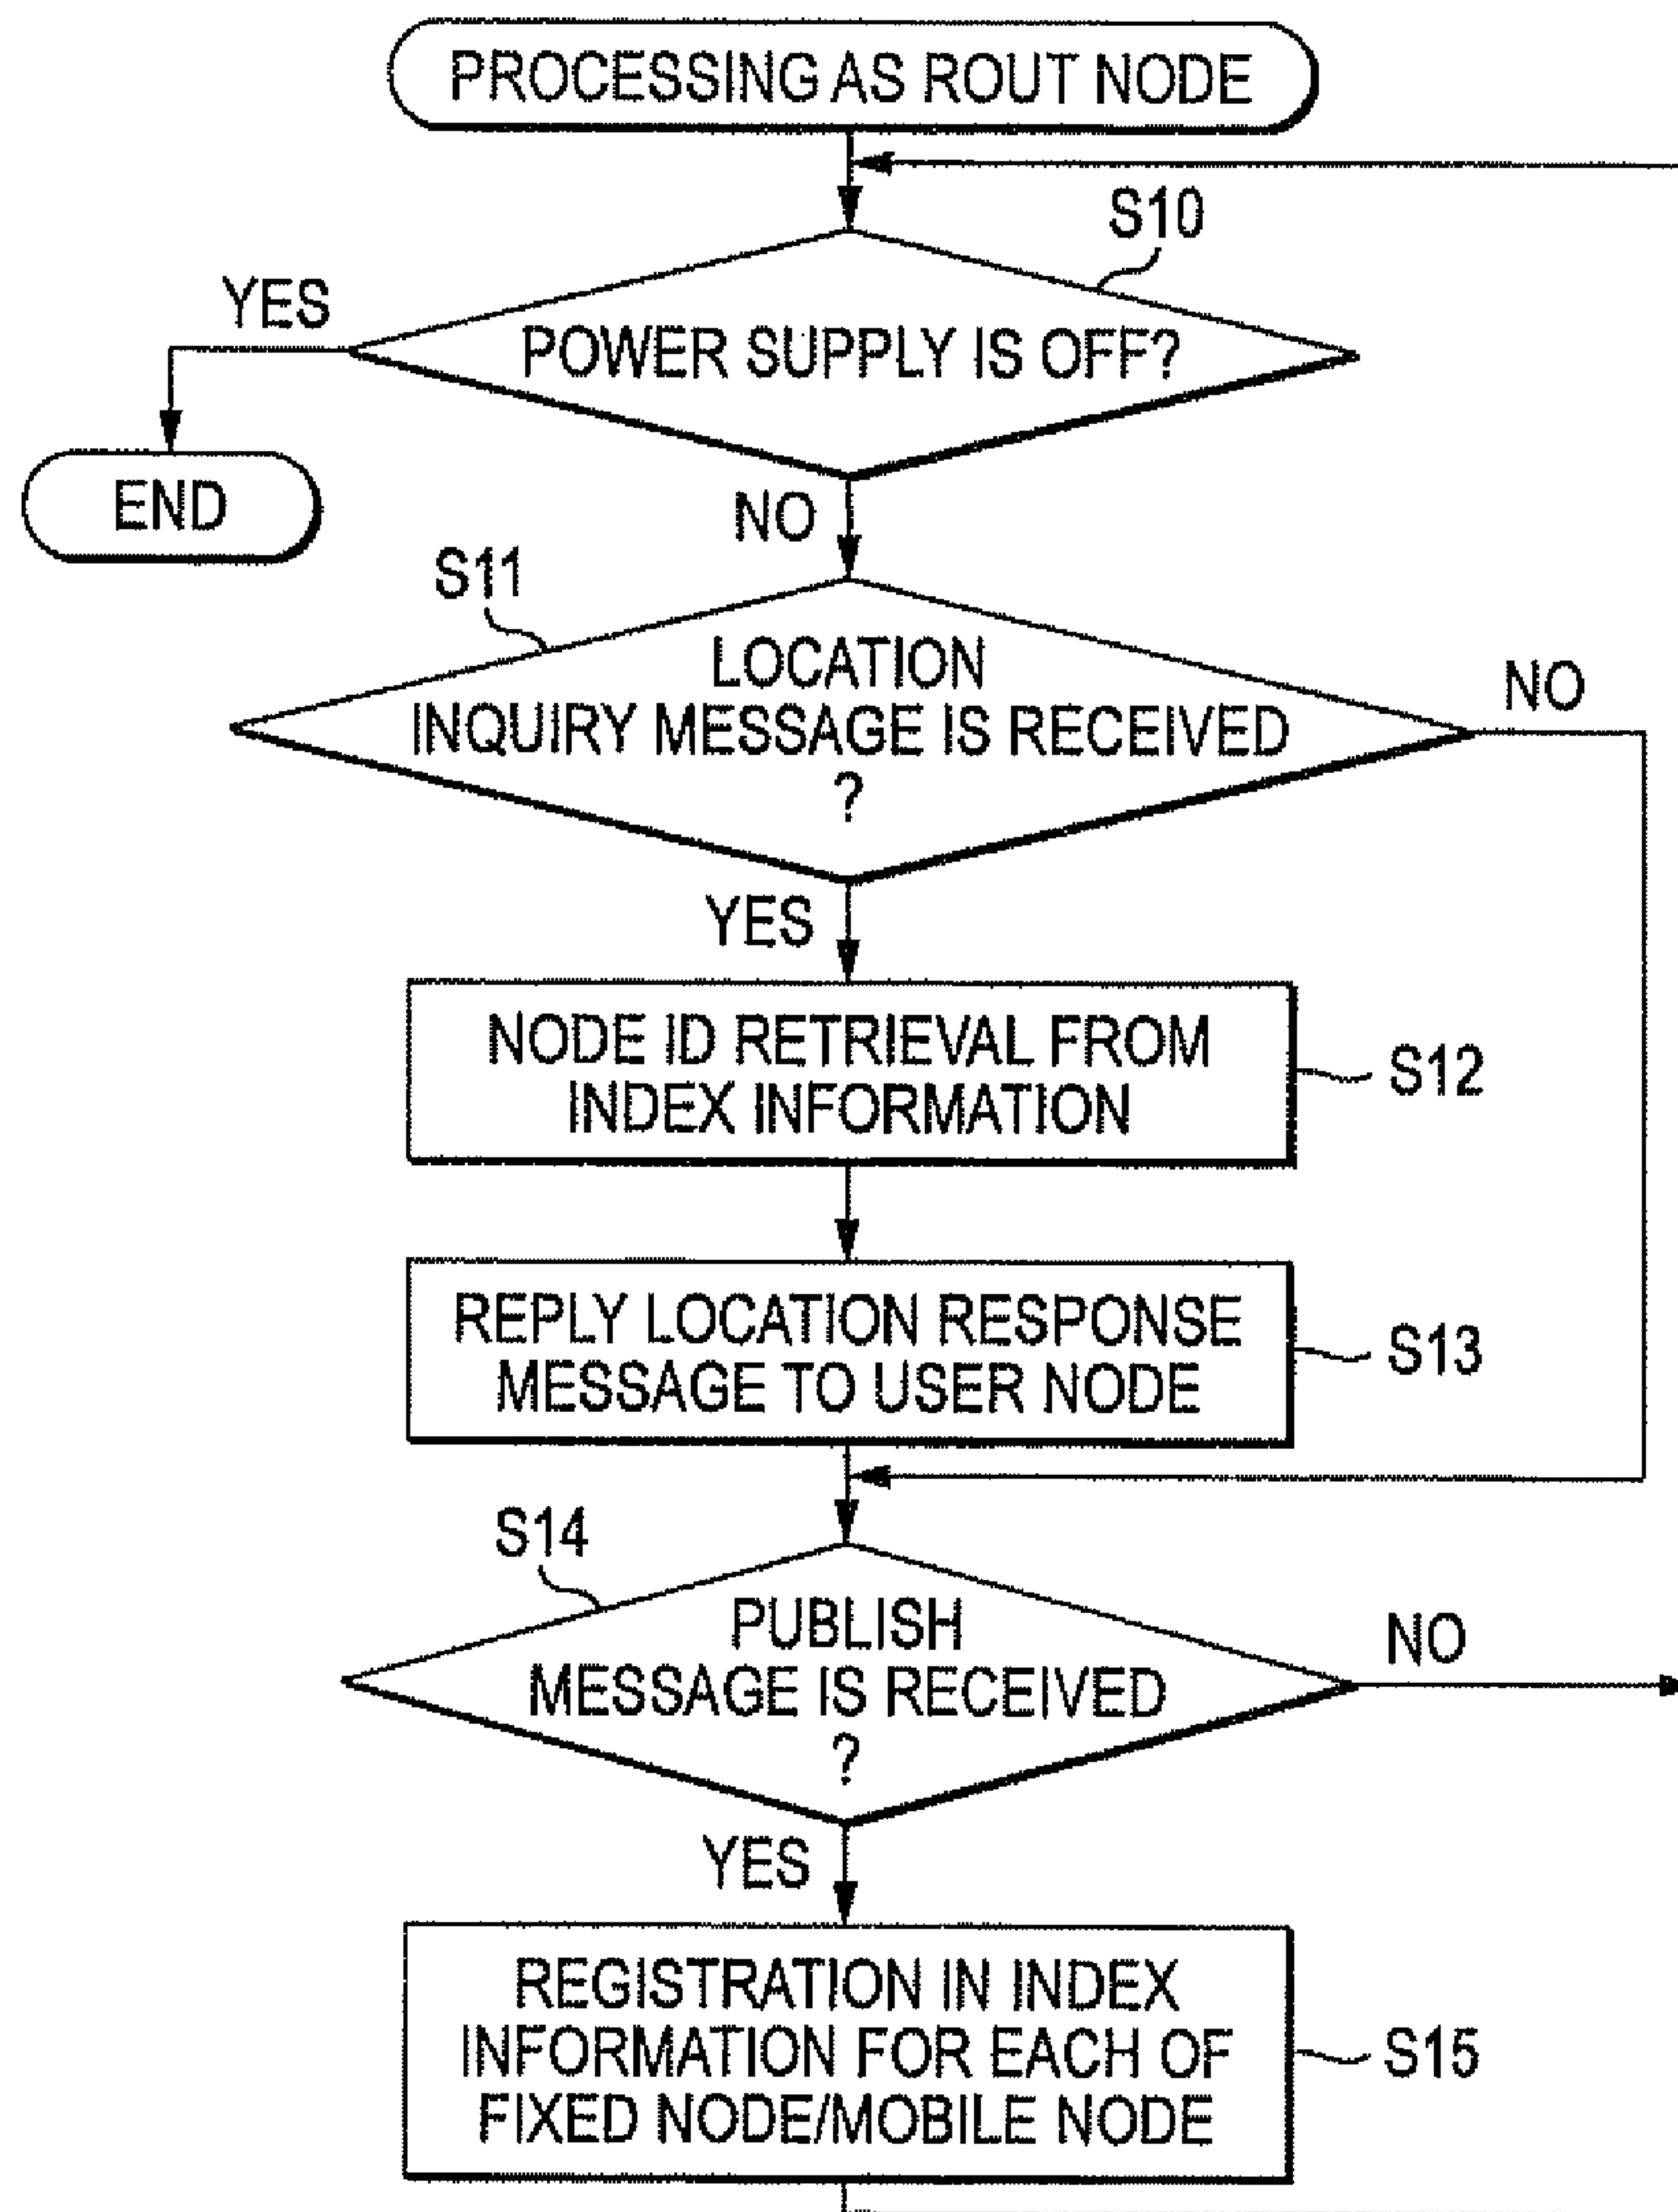 PROCESSING AS ROUT NODE
S10
YES
POWER SUPPLY IS OFF?
END
NO
S11
LOCATION
INQUIRY MESSAGE IS RECEIVED
?
NO
YES
NODE ID RETRIEVAL FROM
INDEX INFORMATION
S12
REPLY LOCATION RESPONSE
MESSAGE TO USER NODE
S13
S14
PUBLISH
MESSAGE IS RECEIVED
?
NO
YES
REGISTRATION IN INDEX
INFORMATION FOR EACH OF
FIXED NODE/MOBILE NODE
S15